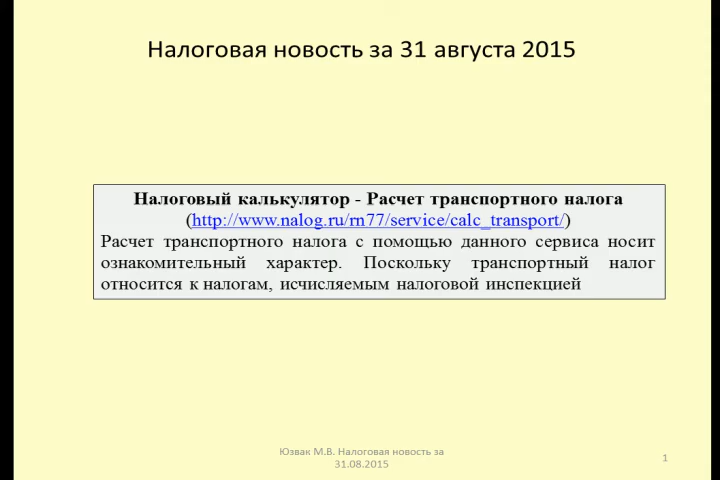 Налоговая новость за 31 августа 2015
Налоговый калькулятор - Расчет транспортного налога
(http://www.nalog.ru/rn77/service/calc_transport/)
Расчет транспортного налога с помощью данного сервиса носит
ознакомительный характер. Поскольку транспортный налог
относится к налогам, исчисляемым налоговой инспекцией
Юзвак М.В. Налоговая новость за
31.08.2015
1